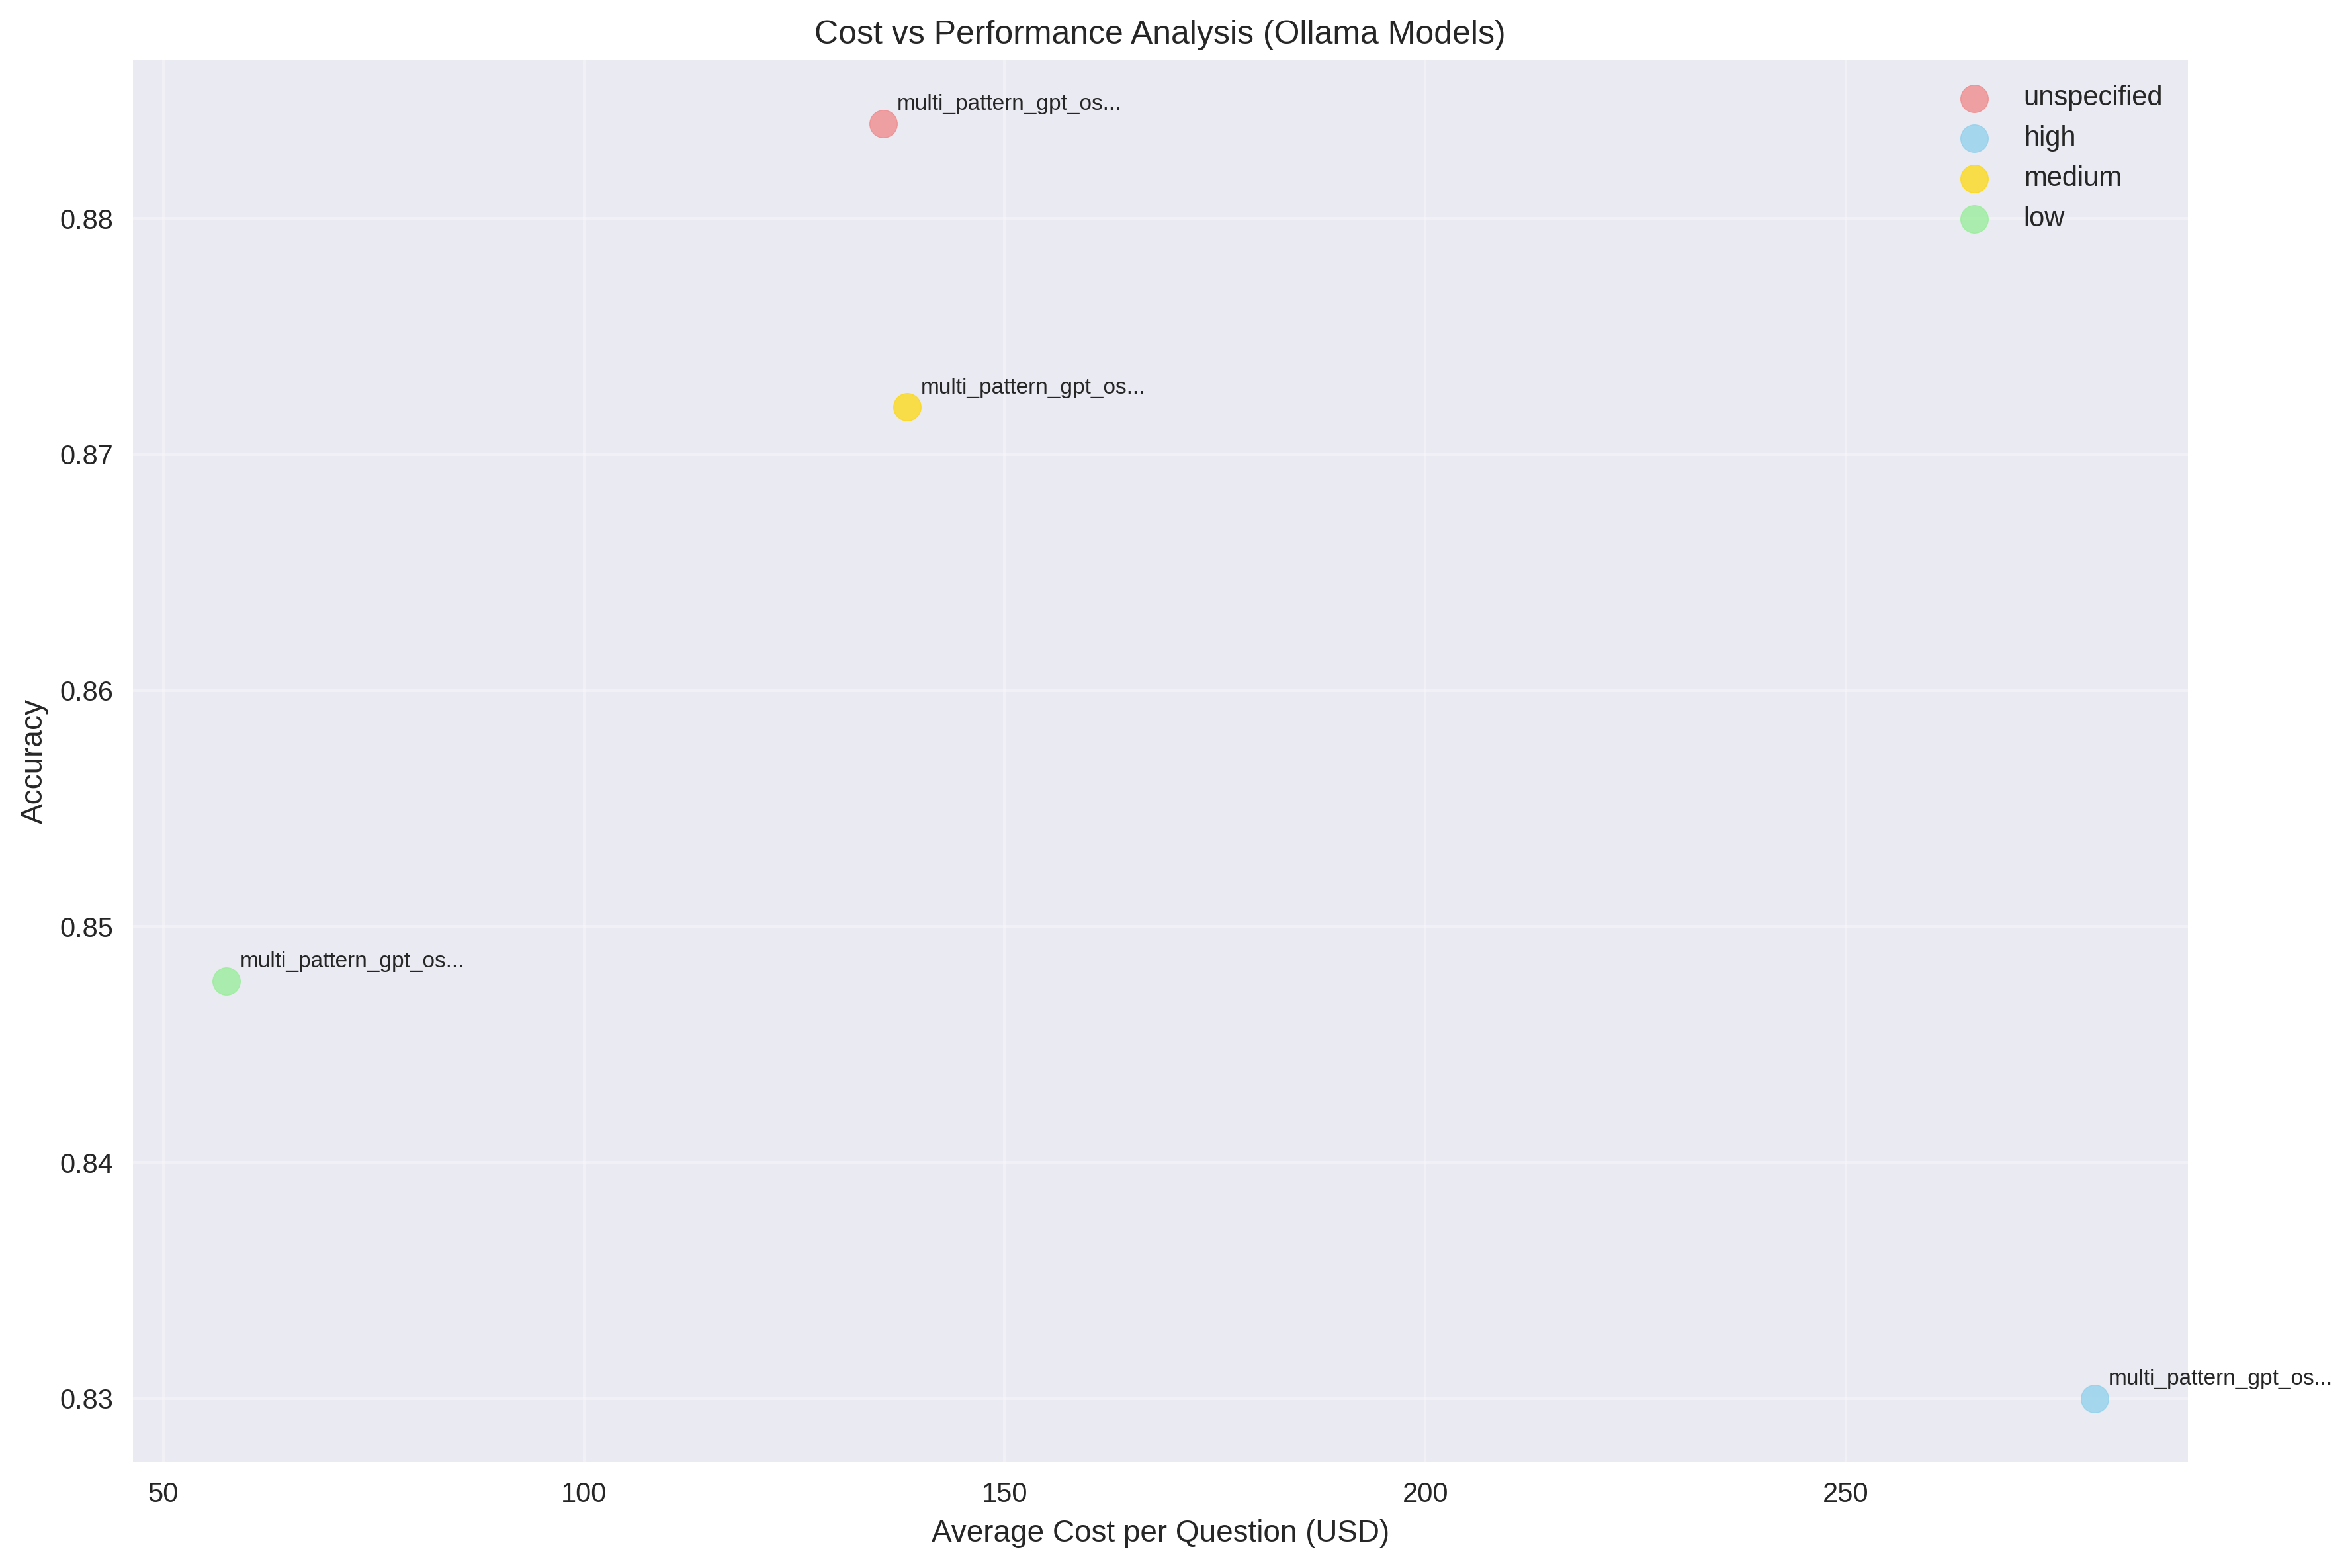 Cost vs Performance Analysis (Ollama Models)
multi_pattern_gpt_os...
unspecified
high
medium
low
0.88
multi_pattern_gpt_os...
0.87
0.86
Accuracy
0.85
multi_pattern_gpt_os...
0.84
multi_pattern_gpt_os...
0.83
50
100
150
200
250
Average Cost per Question (USD)